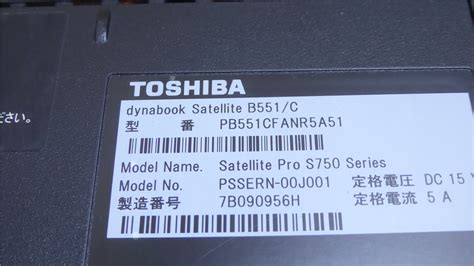 ださい。
TOSHIBA
dynabook Satellite B551/C
型 番 PB551CFANR5A51
Model Name. Satellite Pro S750 Series
Model No. PSSERN-00J001 定格電圧 DC 15
製造番号 7B090956H 定格電流 5 A